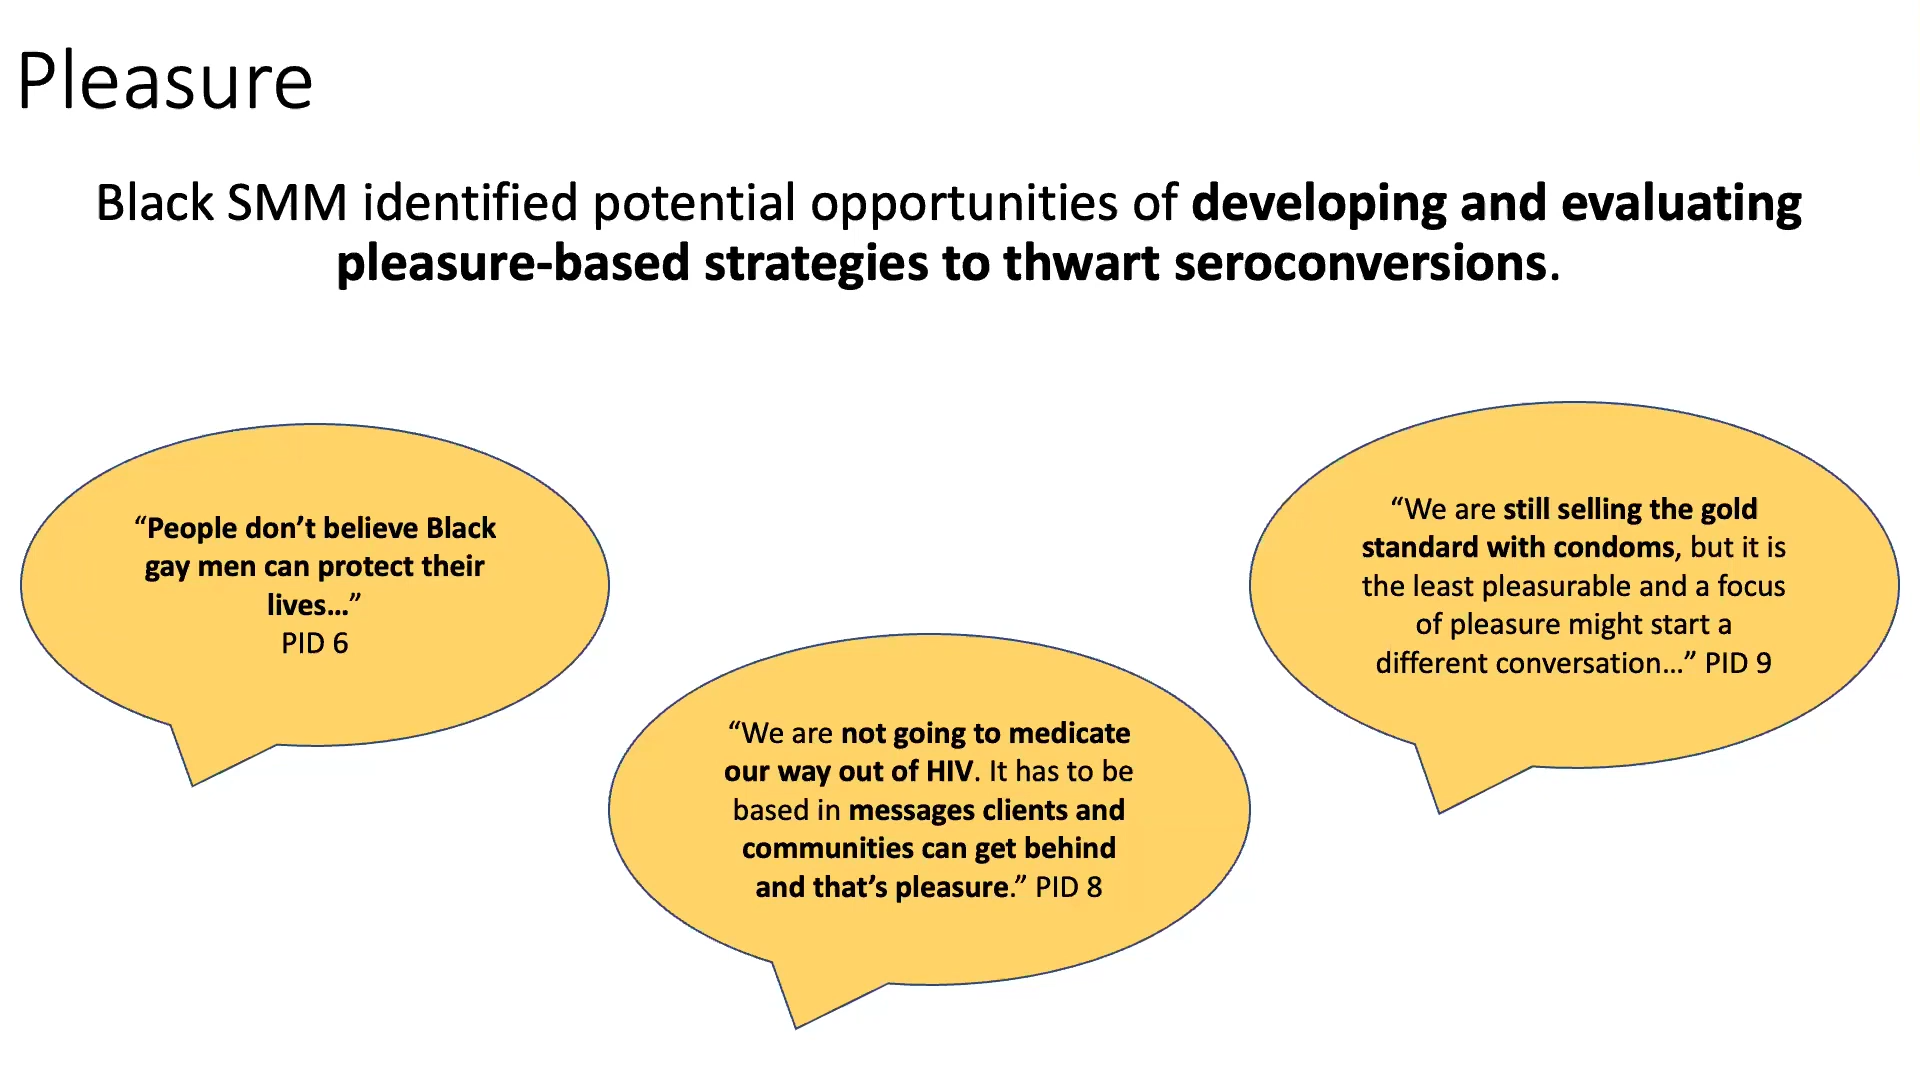 Pleasure
Black SMM identified potential opportunities of developing and evaluating
pleasure-based strategies to thwart seroconversions.
“People don’t believe Black
gay men can protect their
lives…”
PID 6
“We are not going to medicate
our way out of HIV. It has to be
based in messages clients and
communities can get behind
and that’s pleasure.” PID 8
“We are still selling the gold
standard with condoms, but it is
the least pleasurable and a focus
of pleasure might start a
different conversation…” PID 9